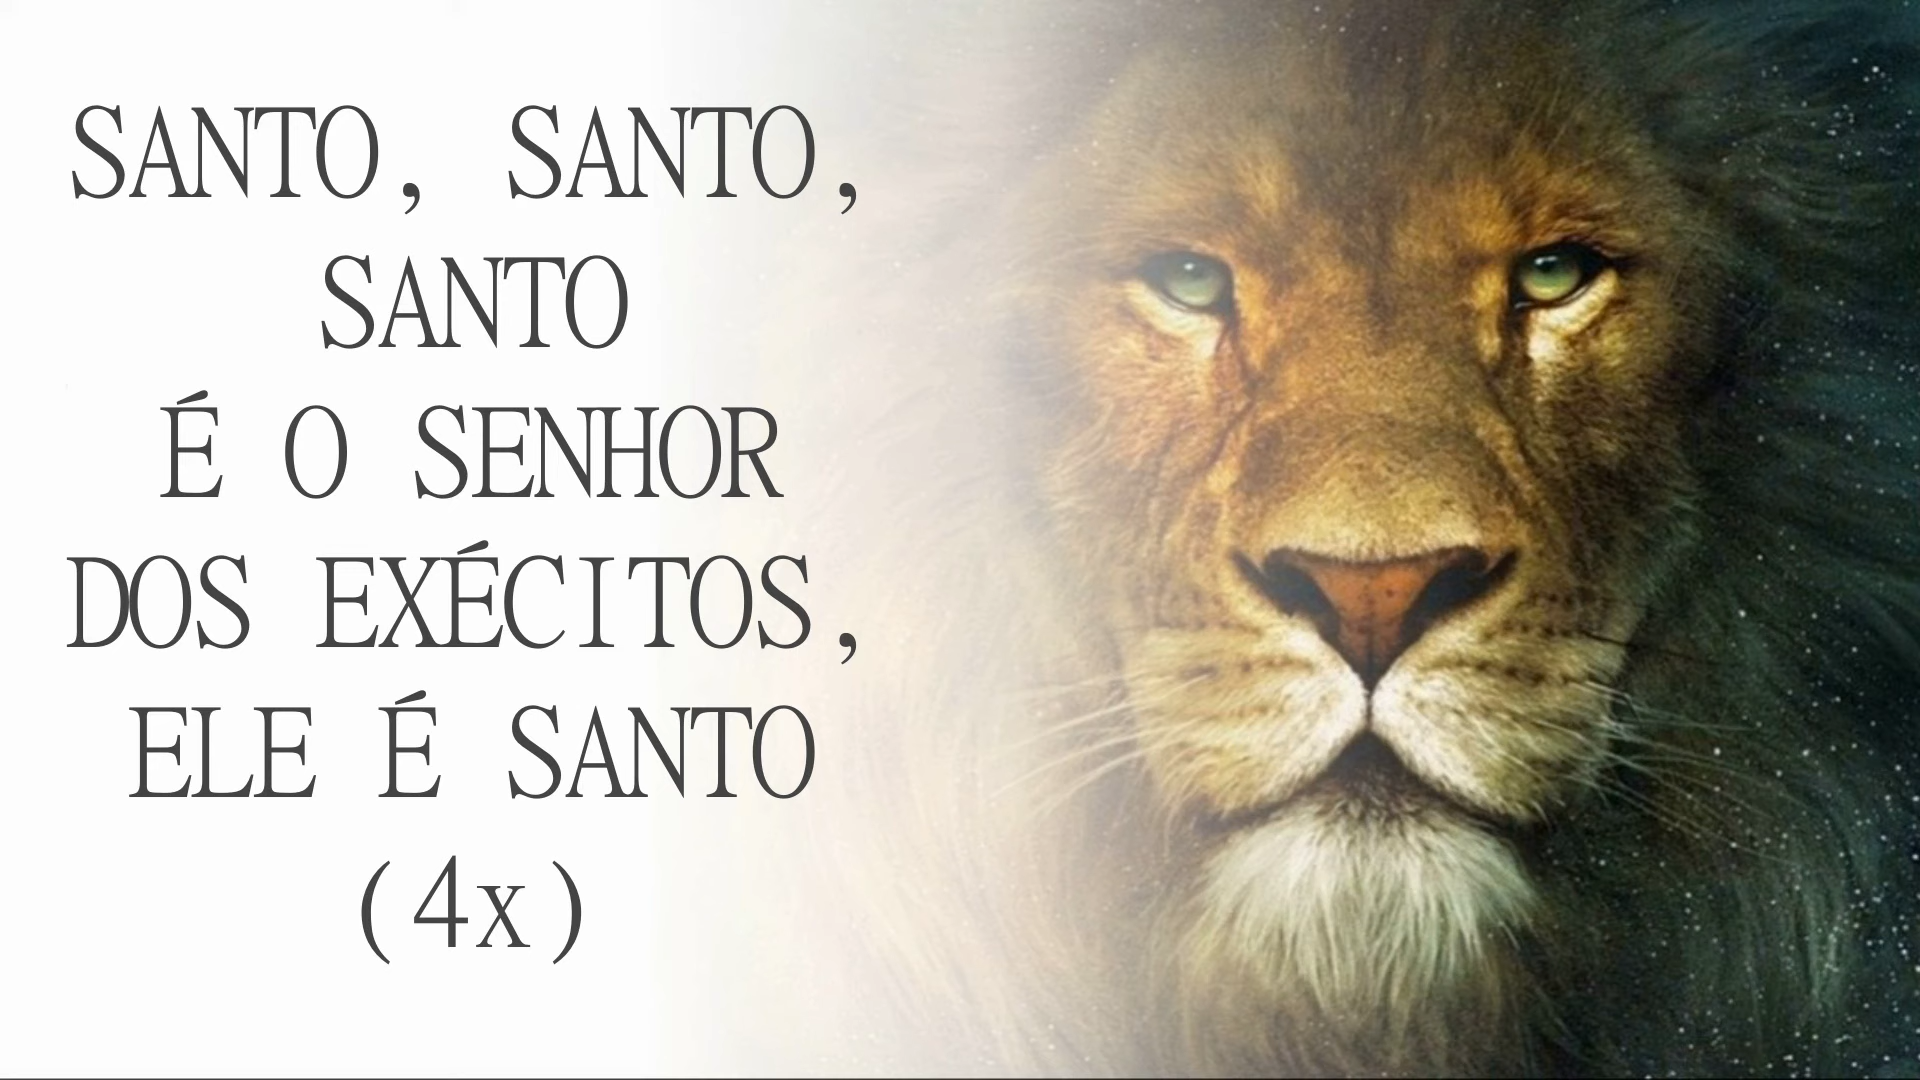 SANTO, SANTO,
SANTO
É O SENHOR
DOS EXÉCITOS,
ELE É SANTO
(4x)